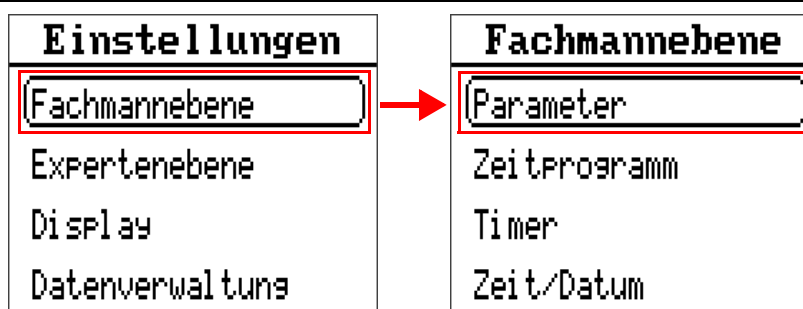 Einstellungen
Fachmannebene
Expertenebene
Display
Datenverwaltung
Fachmannebene
Parameter
Zeitprogramm
Timer
Zeit/Datum